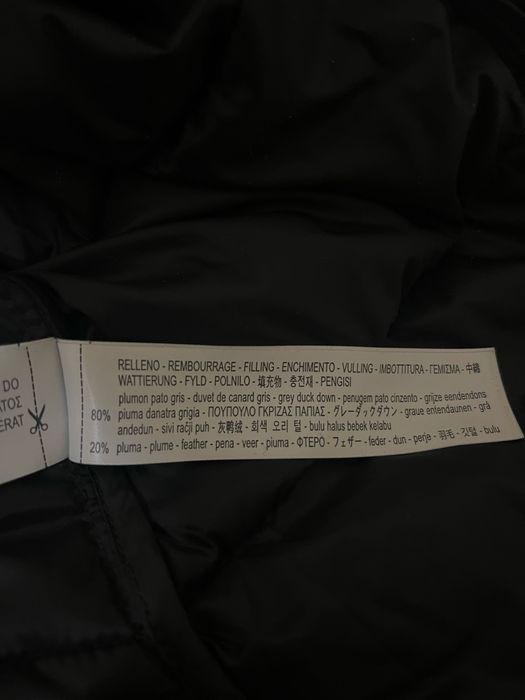 DO
ΑΤΟΣ
ERAT
RELLENO - REMBOURRAGE - FILLING - ENCHIMENTO - VULLING - IMBOTTITURA - ΓΕΜΙΣΜΑ - 中綿
WATTIERUNG - FYLD - POLNILO - 填充物 - 충전재 - PENGISI
plumon pato gris - duvet de canard gris - grey duck down - penugem pato cinzento - grijze eendendons
80% piuma danatra grigia - ΠΟΥΠΟΥΛΟ ΓΚΡΙΖΑΣ ΠΑΠΙΑΣ - グレーダックダウン - graue entendaunen - grå
andedun - sivi račji puh - 灰鸭绒 - 회색 오리 털 - bulu halus bebek kelabu
20% pluma - plume - feather - pena - veer - piuma - ΦΤΕΡΟ - フェザー - feder - dun - perje - 羽毛 - 깃털 - bulu